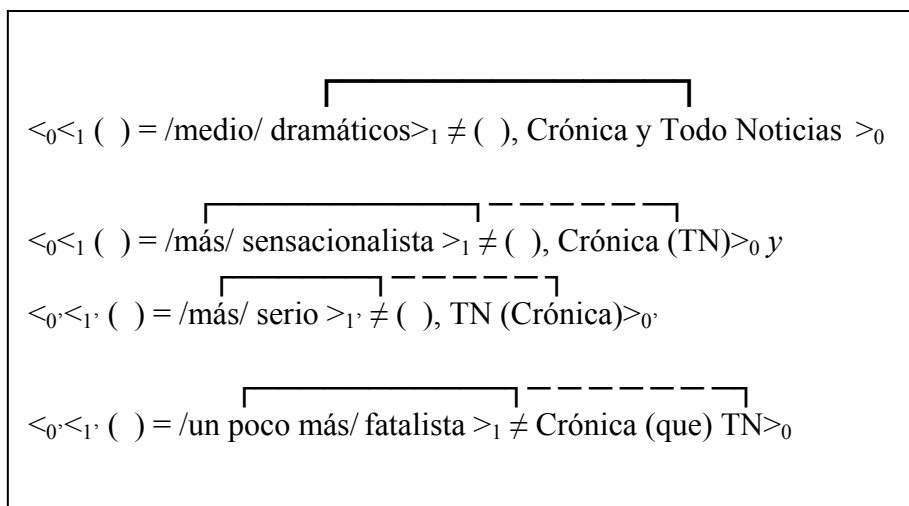 <₀<₁ ( ) = /medio/ dramáticos>₁ ≠ ( ), Crónica y Todo Noticias >₀
<₀<₁ ( ) = /más/ sensacionalista >₁ ≠ ( ), Crónica (TN)>₀ y
<₀’<₁’ ( ) = /más/ serio >₁’ ≠ ( ), TN (Crónica)>₀’
<₀’<₁’ ( ) = /un poco más/ fatalista >₁ ≠ Crónica (que) TN>₀